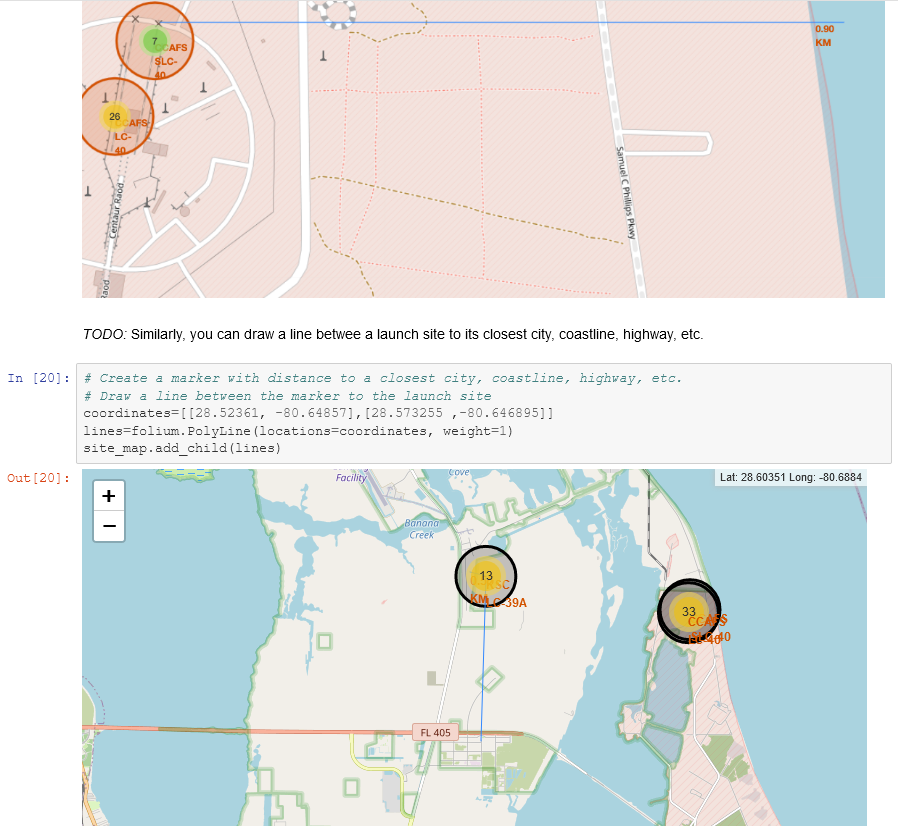 7
CCAFS
SLC-
40
0.90
KM
26
CCAFS
LC-
40
Samuel C Phillips Pkwy
Centaur Raod
Raod
TODO: Similarly, you can draw a line betwee a launch site to its closest city, coastline, highway, etc.
In [20]:
# Create a marker with distance to a closest city, coastline, highway, etc.
# Draw a line between the marker to the launch site
coordinates=[[28.52361, -80.64857],[28.573255 ,-80.646895]]
lines=folium.PolyLine(locations=coordinates, weight=1)
site_map.add_child(lines)
Out[20]:
+
−
Facility
Cove
Lat: 28.60351 Long: -80.6884
Banana
Creek
13
KM
LC-39A
33
CCAFS
SLC-40
FL 405